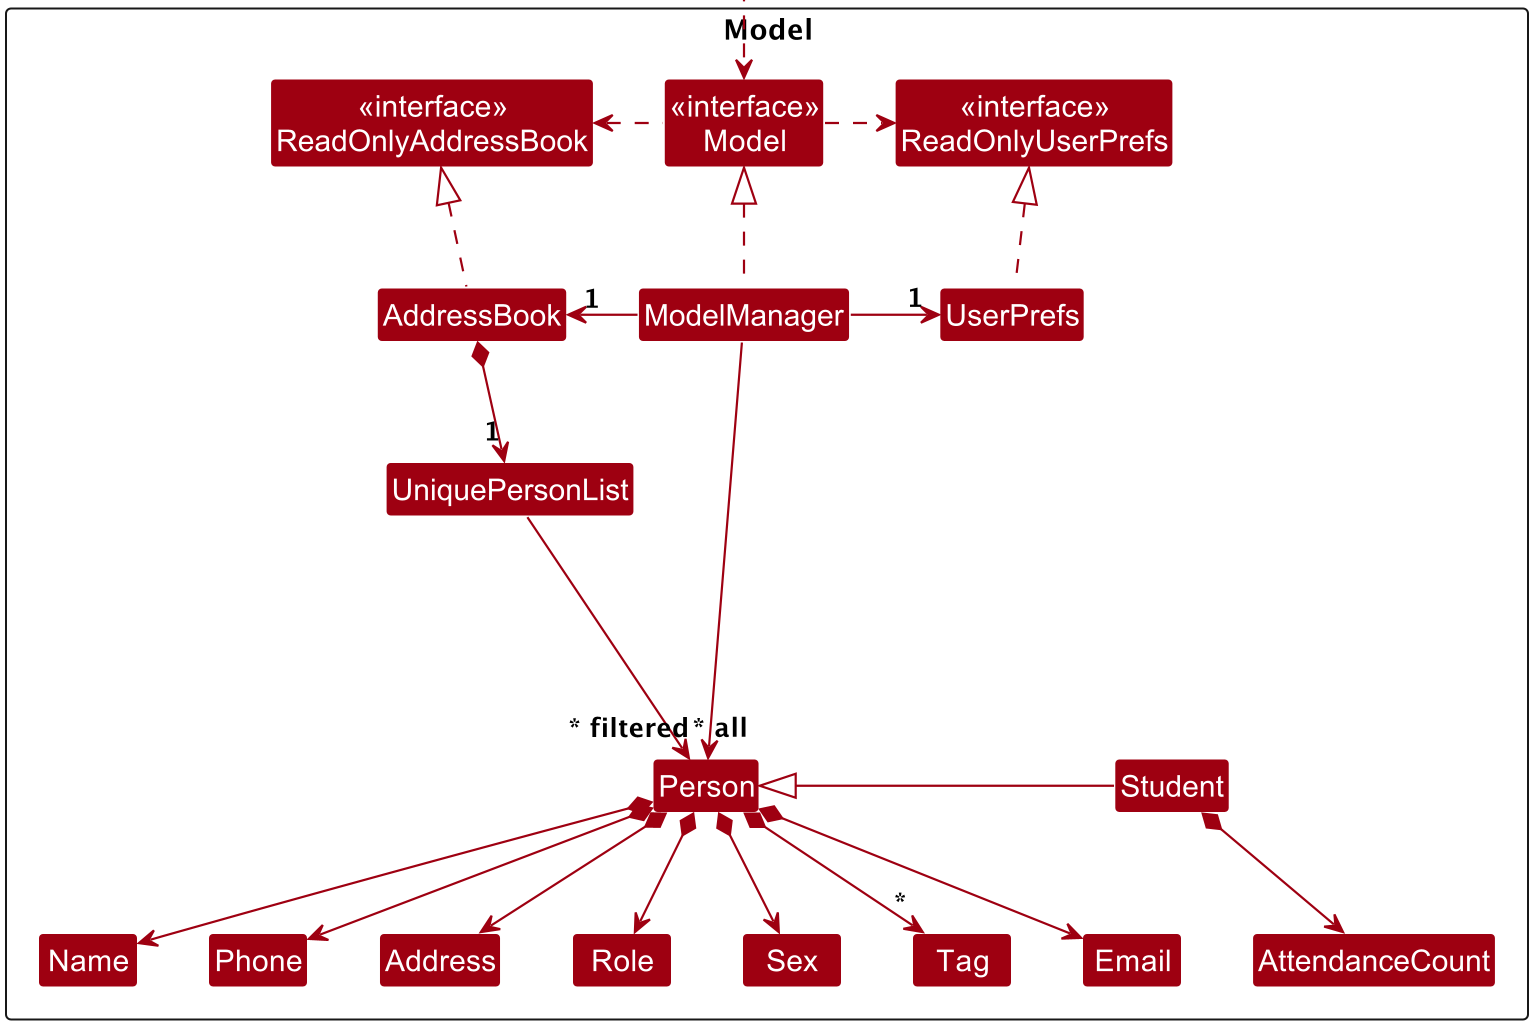 Model
«interface»
ReadOnlyAddressBook
«interface»
Model
«interface»
ReadOnlyUserPrefs
AddressBook
1
ModelManager
1
UserPrefs
1
UniquePersonList
* filtered
* all
Person
Student
*
Name
Phone
Address
Role
Sex
Tag
Email
AttendanceCount